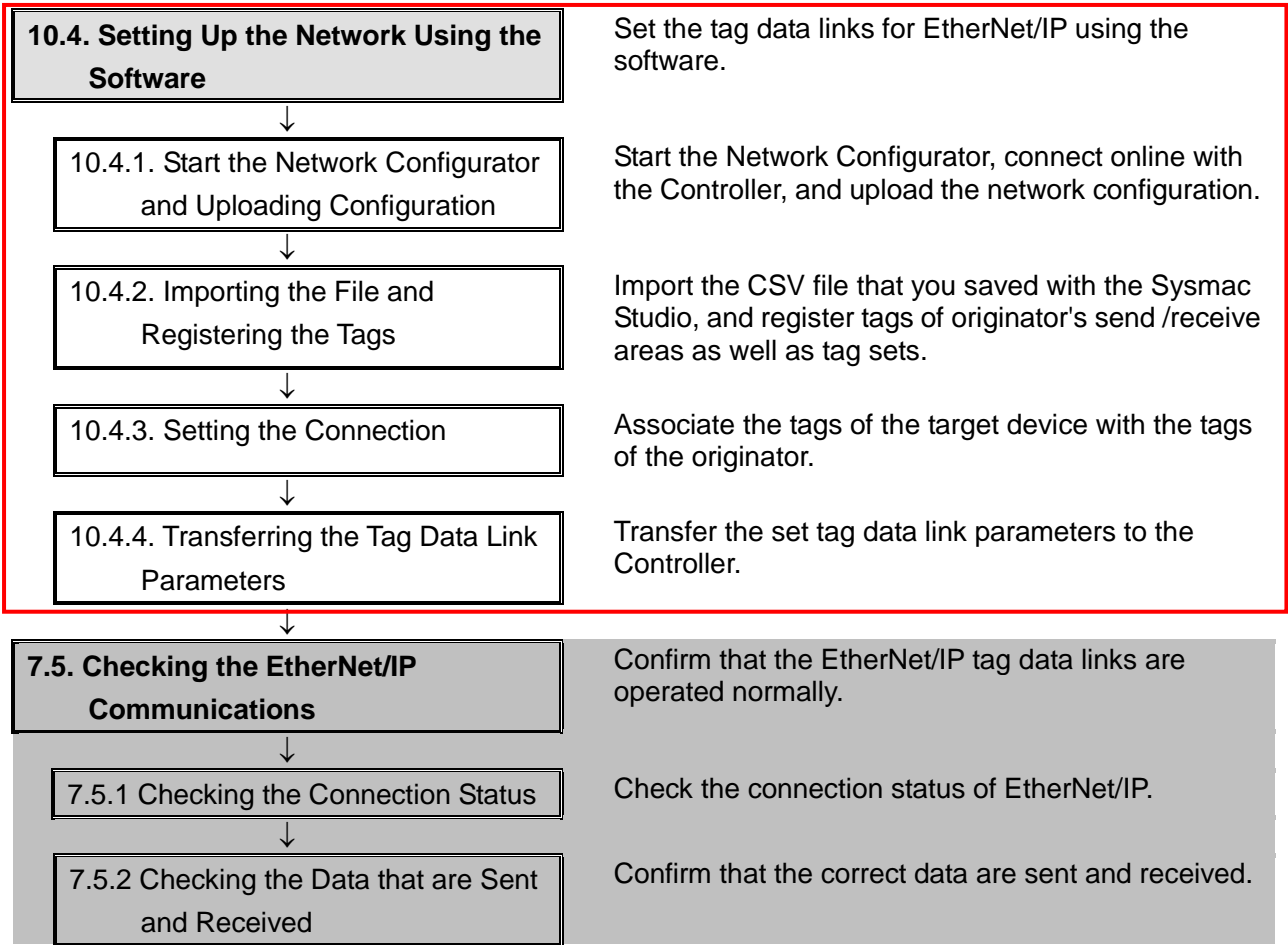 10.4. Setting Up the Network Using the
Software
Set the tag data links for EtherNet/IP using the
software.
↓
10.4.1. Start the Network Configurator
and Uploading Configuration
Start the Network Configurator, connect online with
the Controller, and upload the network configuration.
↓
10.4.2. Importing the File and
Registering the Tags
Import the CSV file that you saved with the Sysmac
Studio, and register tags of originator's send /receive
areas as well as tag sets.
↓
10.4.3. Setting the Connection
Associate the tags of the target device with the tags
of the originator.
↓
10.4.4. Transferring the Tag Data Link
Parameters
Transfer the set tag data link parameters to the
Controller.
↓
7.5. Checking the EtherNet/IP
Communications
Confirm that the EtherNet/IP tag data links are
operated normally.
↓
7.5.1 Checking the Connection Status
Check the connection status of EtherNet/IP.
↓
7.5.2 Checking the Data that are Sent
and Received
Confirm that the correct data are sent and received.